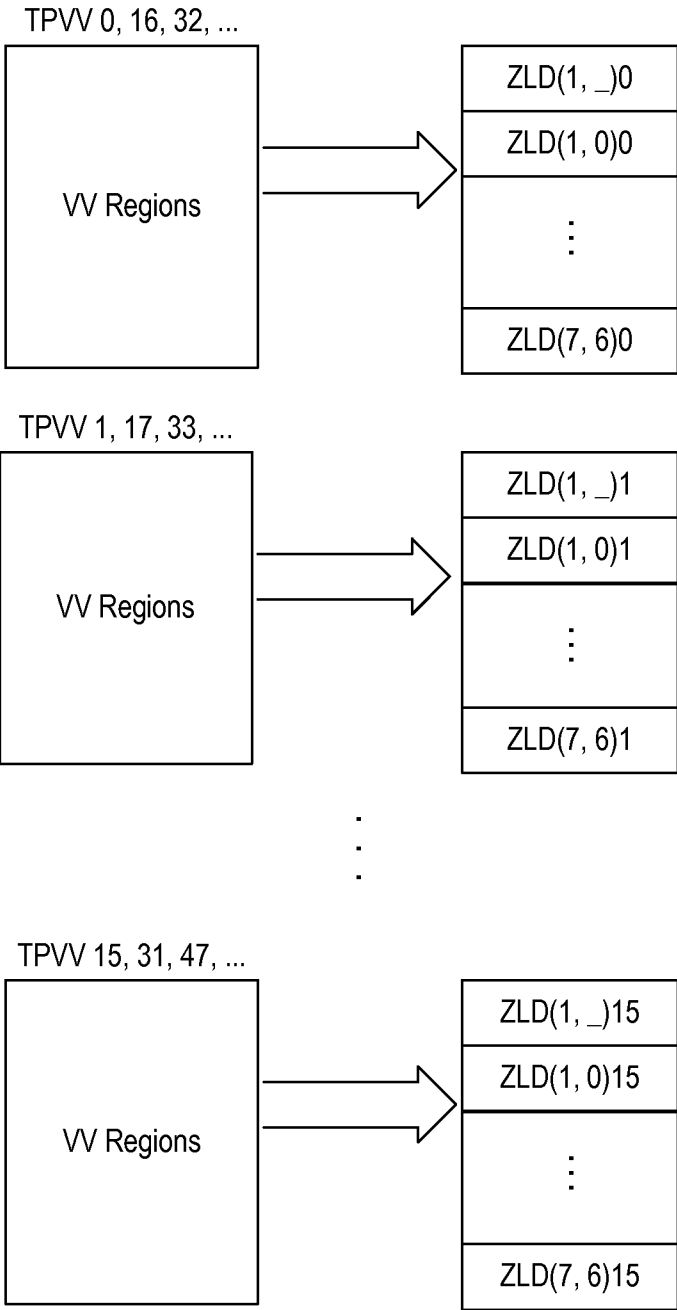 TPVV 0, 16, 32, ...
VV Regions
ZLD(1, _)0
ZLD(1, 0)0
⋮
ZLD(7, 6)0
TPVV 1, 17, 33, ...
VV Regions
ZLD(1, _)1
ZLD(1, 0)1
⋮
ZLD(7, 6)1
⋮
TPVV 15, 31, 47, ...
VV Regions
ZLD(1, _)15
ZLD(1, 0)15
⋮
ZLD(7, 6)15